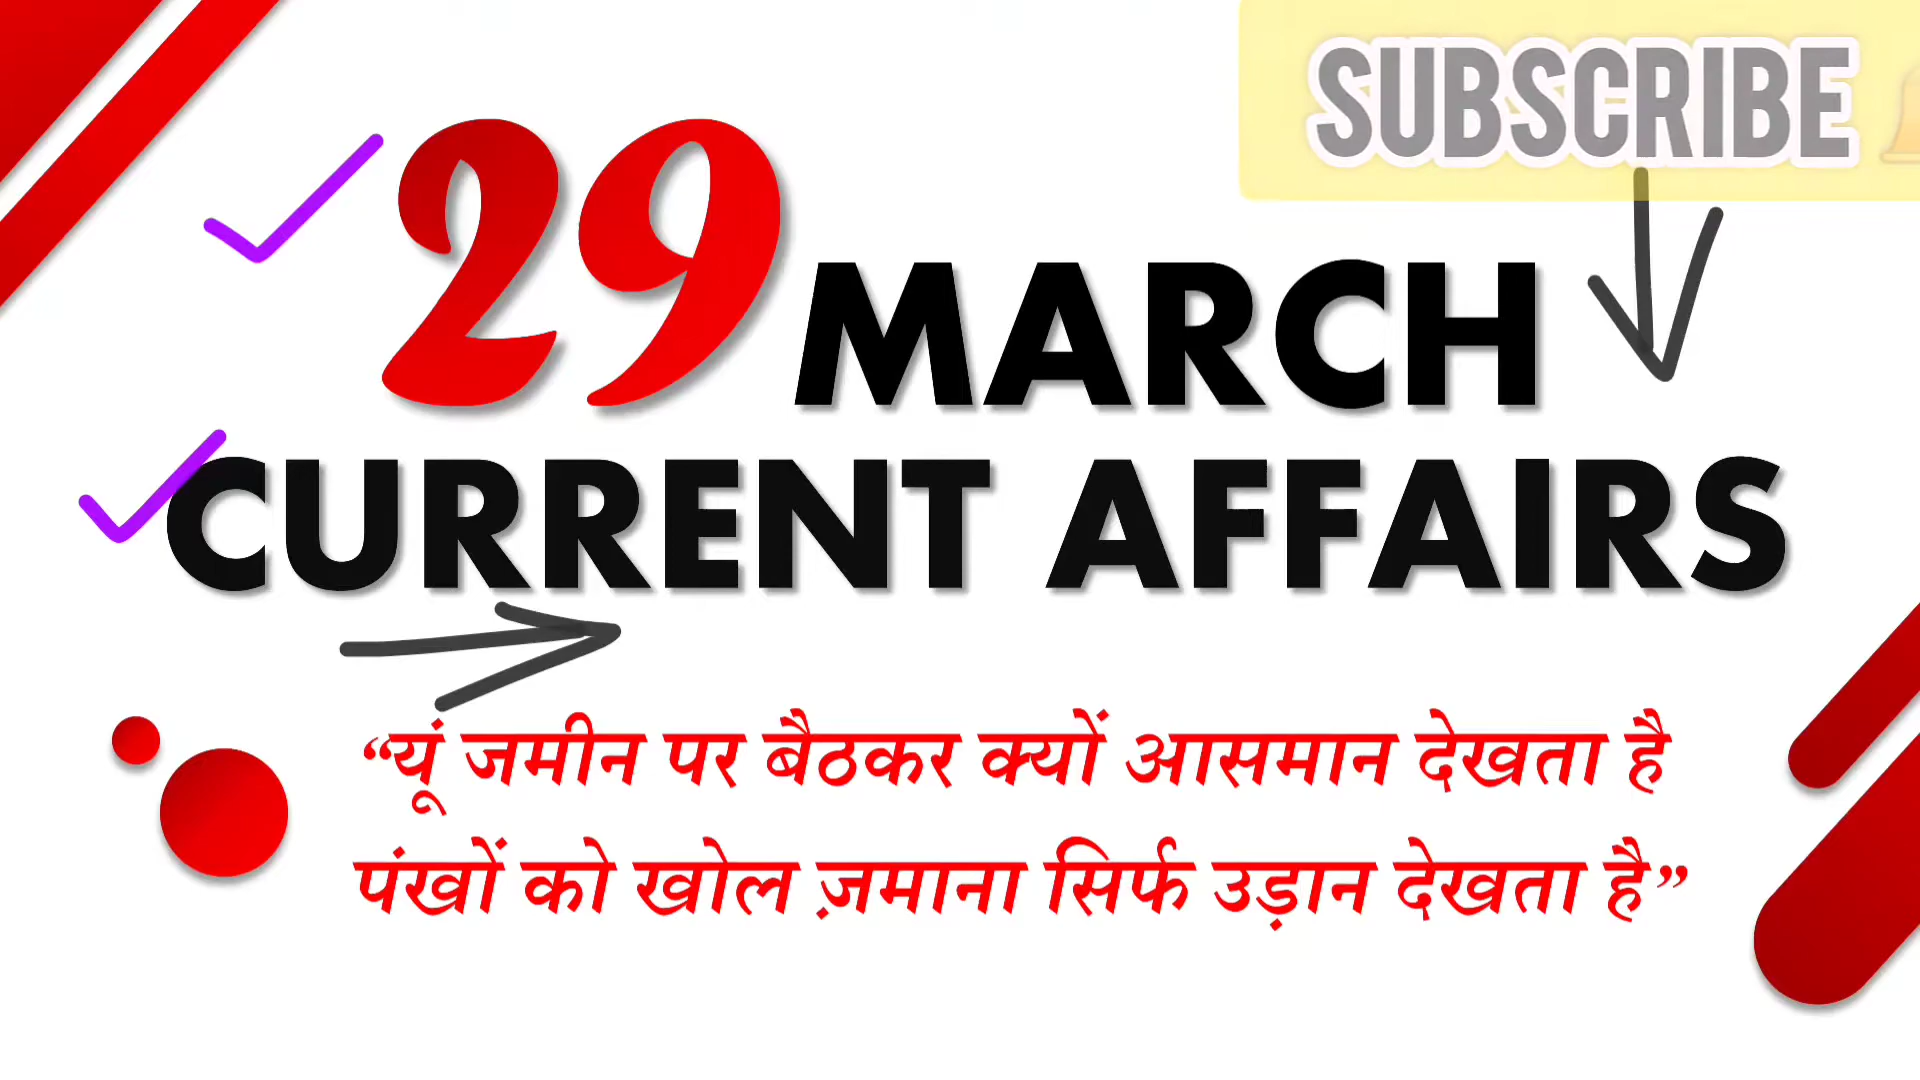 SUBSCRIBE
29 MARCH
CURRENT AFFAIRS
“यूं जमीन पर बैठकर क्यों आसमान देखता है
पंखों को खोल ज़माना सिर्फ उड़ान देखता है”